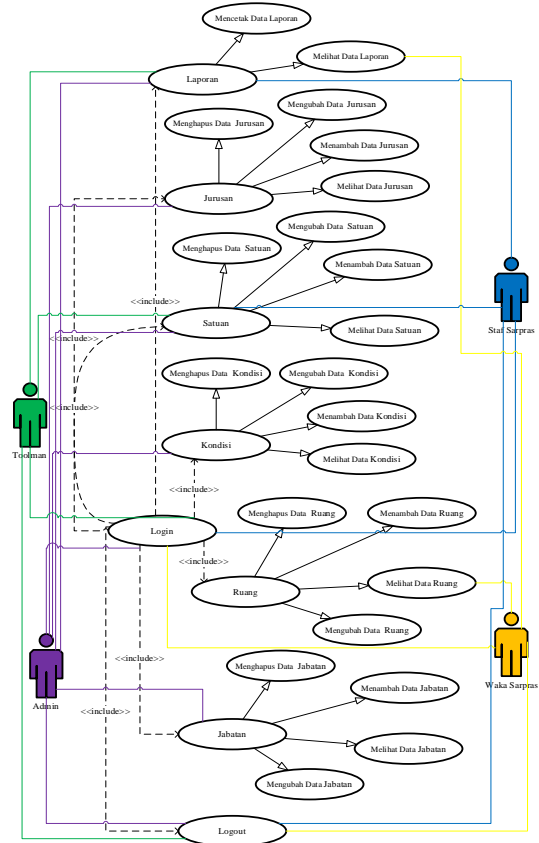 Mencetak Data Laporan
Melihat Data Laporan
Laporan
Mengubah Data Jurusan
Menghapus Data Jurusan
Menambah Data Jurusan
Melihat Data Jurusan
Jurusan
Mengubah Data Satuan
Menghapus Data Satuan
Menambah Data Satuan
<<include>>
Satuan
Melihat Data Satuan
Staf Sarpras
<<include>>
Menghapus Data Kondisi
Mengubah Data Kondisi
<<include>>
Menambah Data Kondisi
Kondisi
Melihat Data Kondisi
Toolman
<<include>>
Menghapus Data Ruang
Menambah Data Ruang
Login
<<include>>
Melihat Data Ruang
Ruang
Mengubah Data Ruang
<<include>>
Menghapus Data Jabatan
Waka Sarpras
Menambah Data Jabatan
Admin
<<include>>
Jabatan
Melihat Data Jabatan
Mengubah Data Jabatan
Logout